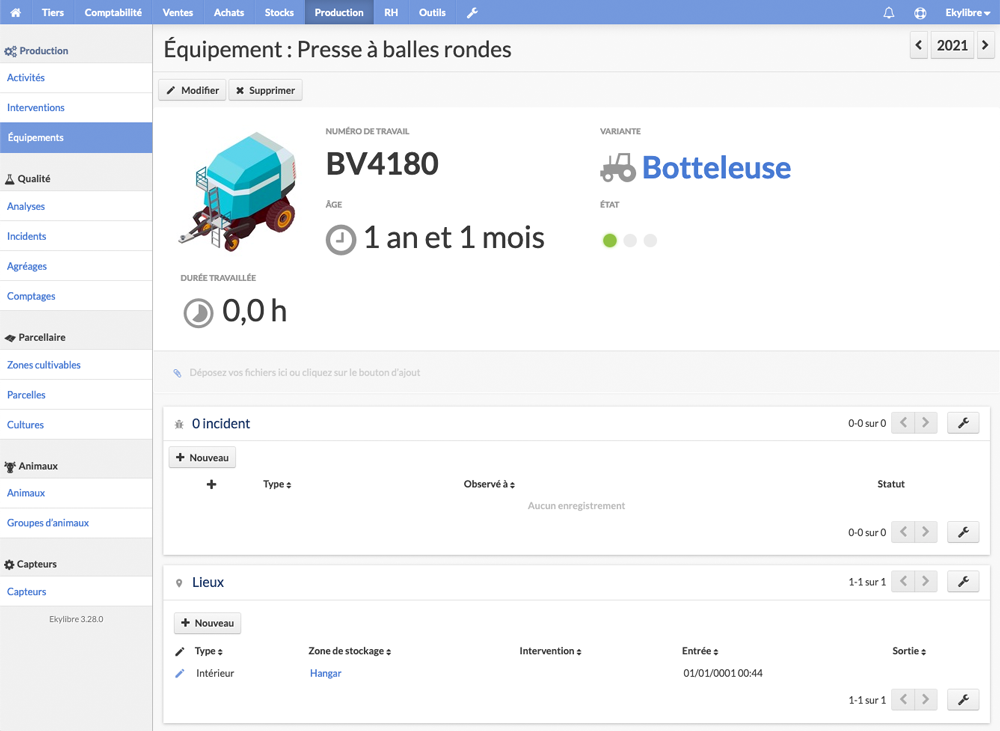 Tiers Comptabilité Ventes Achats Stocks Production RH Outils Ekylibre
Production
Activités
Interventions
Équipements
Qualité
Analyses
Incidents
Agréages
Comptages
Parcellaire
Zones cultivables
Parcelles
Cultures
Animaux
Animaux
Groupes d'animaux
Capteurs
Capteurs
Ekylibre 3.28.0
Équipement : Presse à balles rondes
2021
Modifier Supprimer
NUMÉRO DE TRAVAIL
BV4180
VARIANTE
Botteleuse
ÂGE
1 an et 1 mois
ÉTAT
DURÉE TRAVAILLÉE
0,0 h
Déposez vos fichiers ici ou cliquez sur le bouton d'ajout
0 incident 0-0 sur 0
Nouveau
Type Observé à Statut
Aucun enregistrement
0-0 sur 0
Lieux 1-1 sur 1
Nouveau
Type Zone de stockage Intervention Entrée Sortie
Intérieur Hangar 01/01/0001 00:44
1-1 sur 1